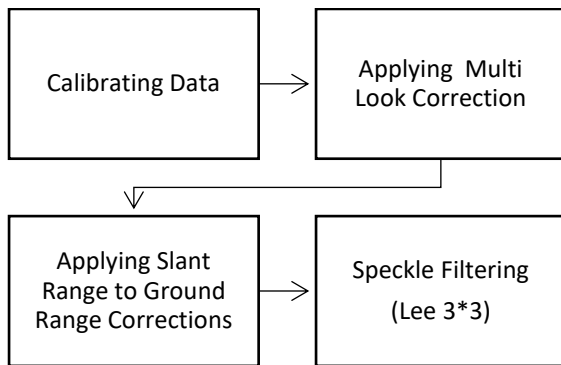 Calibrating Data
Applying  Multi
Look Correction
Applying Slant
Range to Ground
Range Corrections
Speckle Filtering
(Lee 3*3)